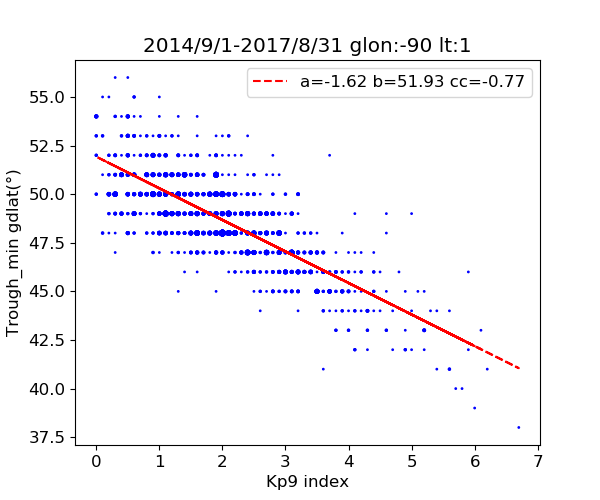 2014/9/1-2017/8/31 glon:-90 lt:1
a=-1.62 b=51.93 cc=-0.77
Trough_min gdlat(°)
55.0
52.5
50.0
47.5
45.0
42.5
40.0
37.5
0 1 2 3 4 5 6 7
Kp9 index